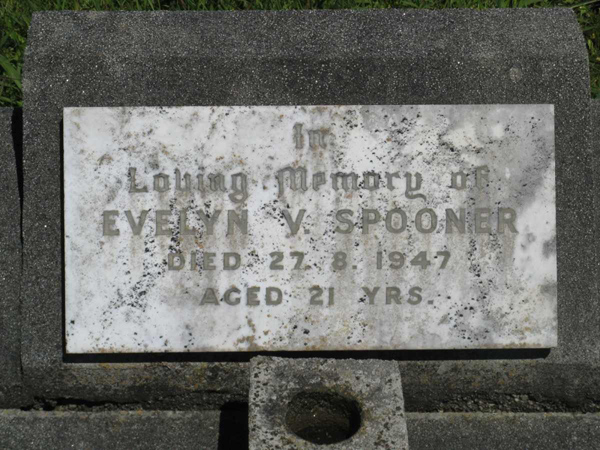 In
Loving Memory of
EVELYN V. SPOONER
DIED 27. 8. 1947
AGED 21 YRS.